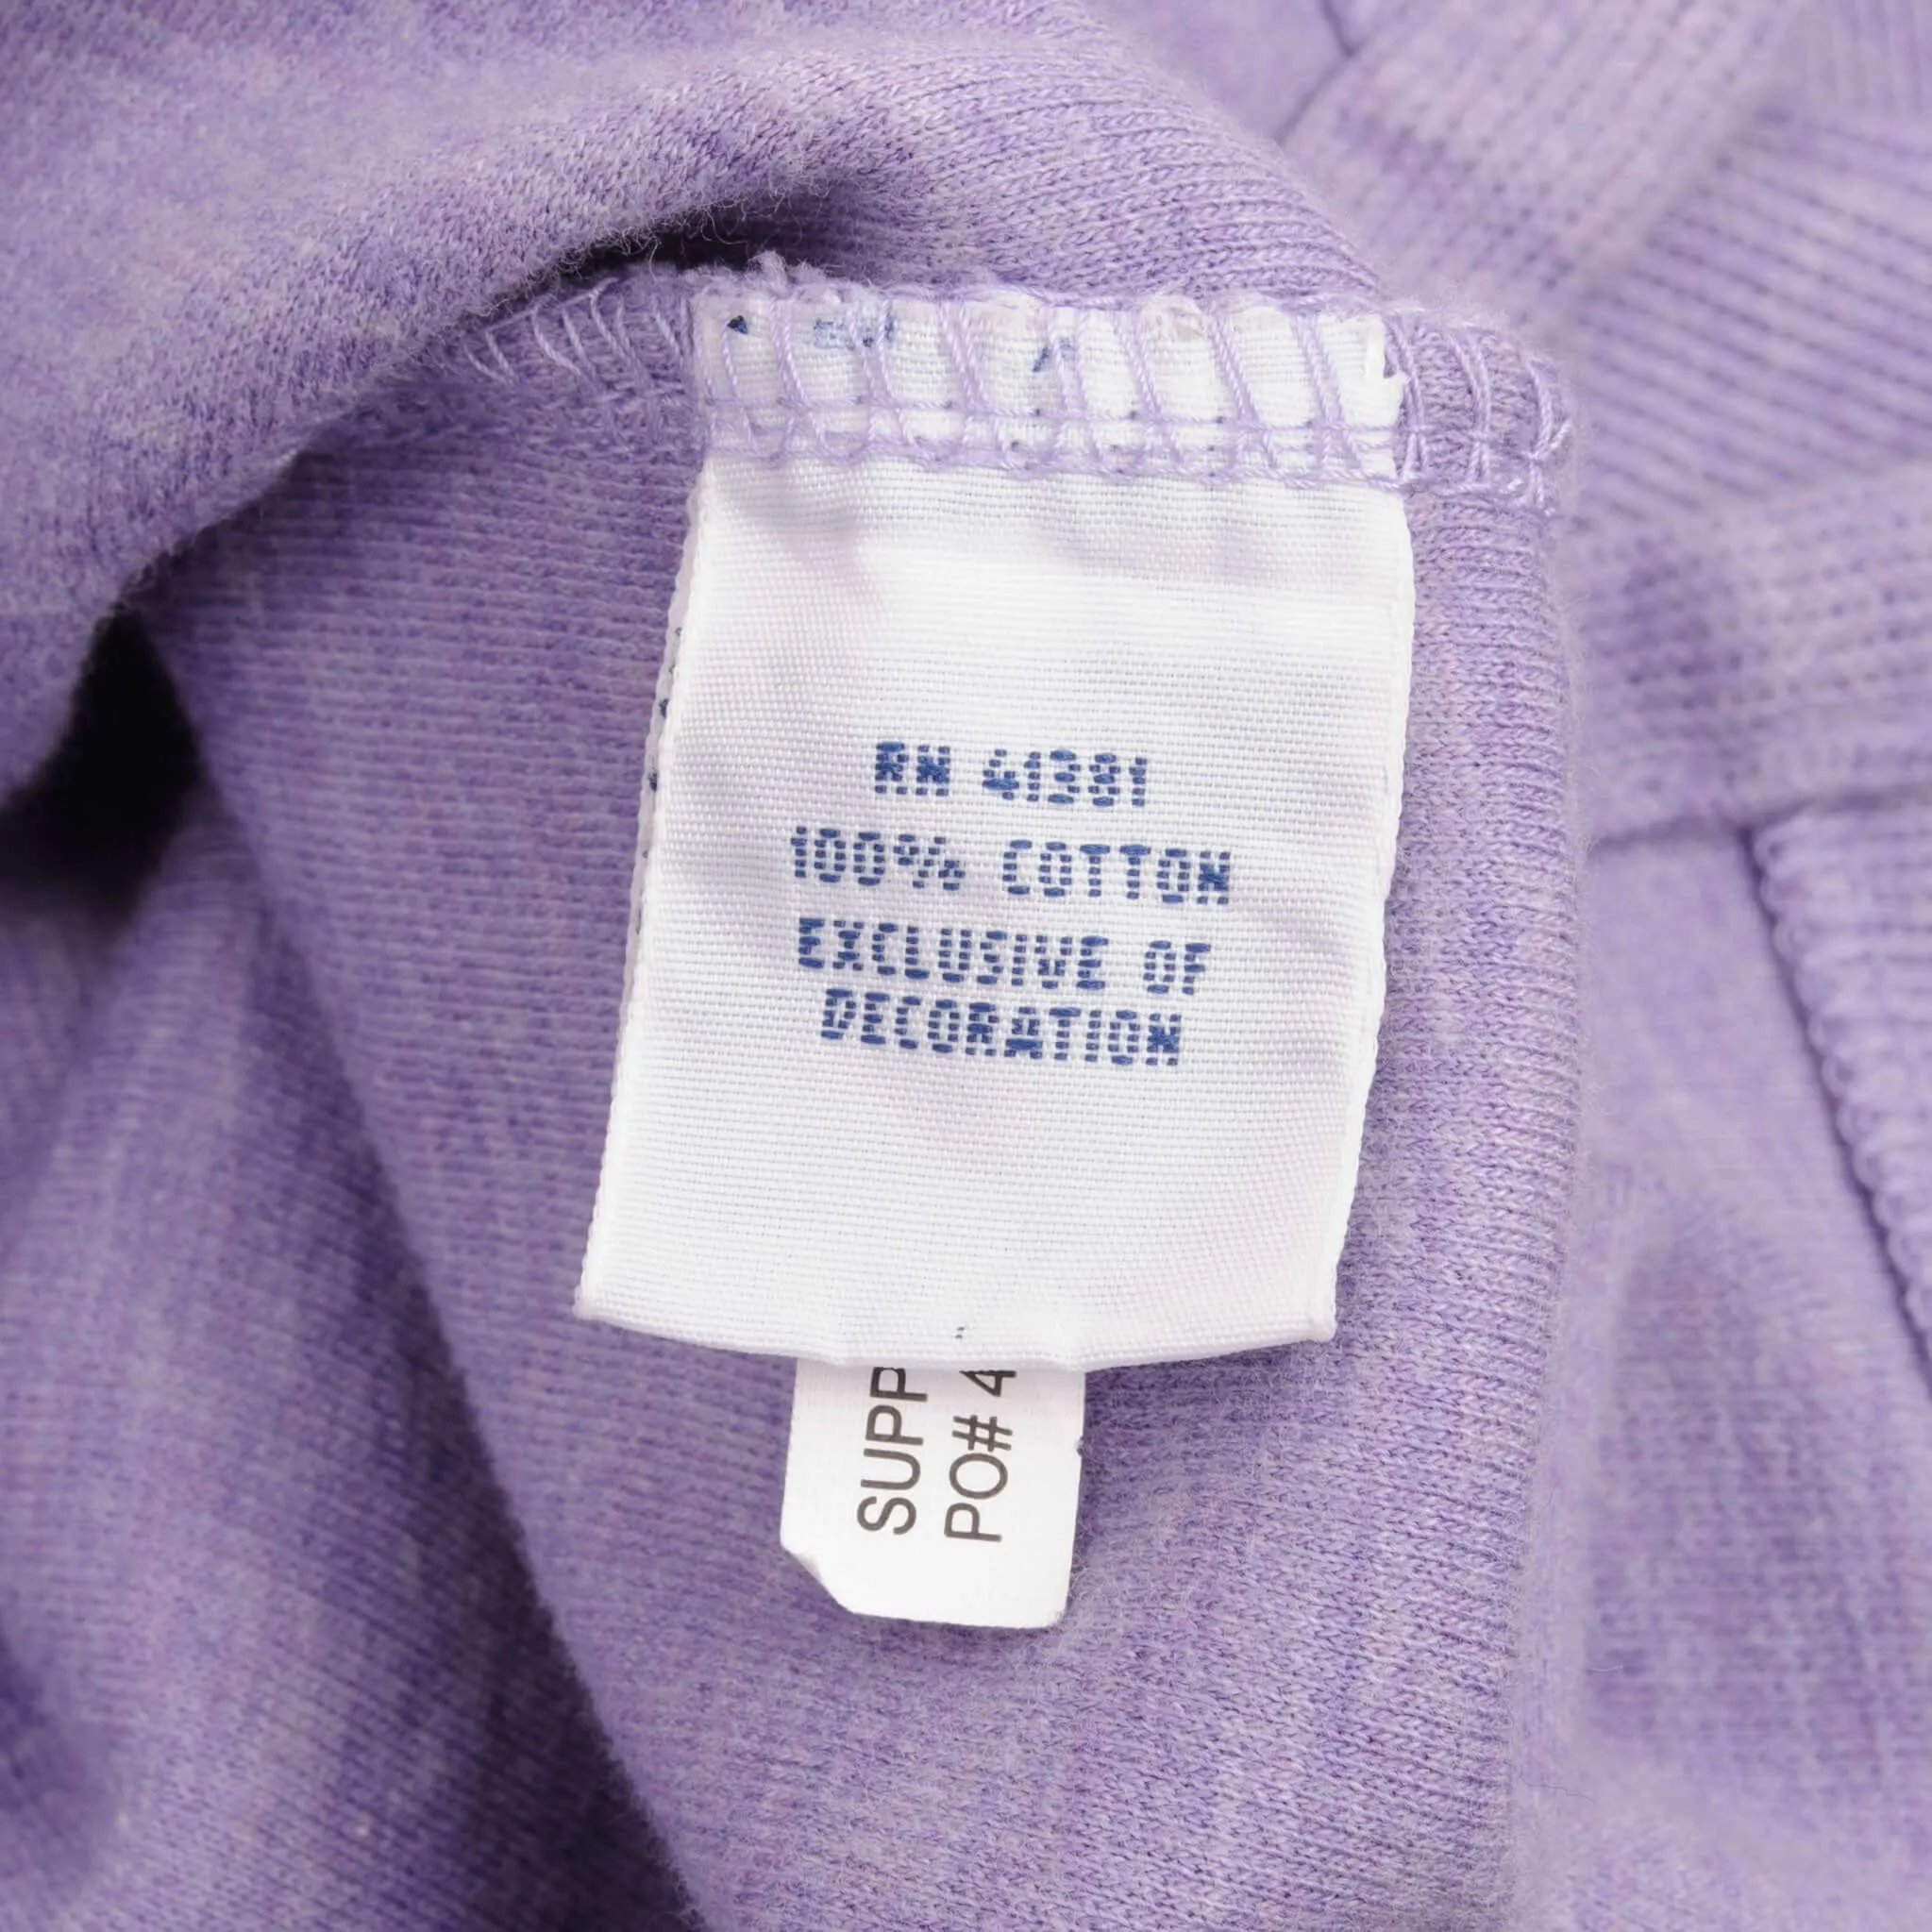 RN 41381
100% COTTON
EXCLUSIVE OF
DECORATION
SUPP
PO# 4